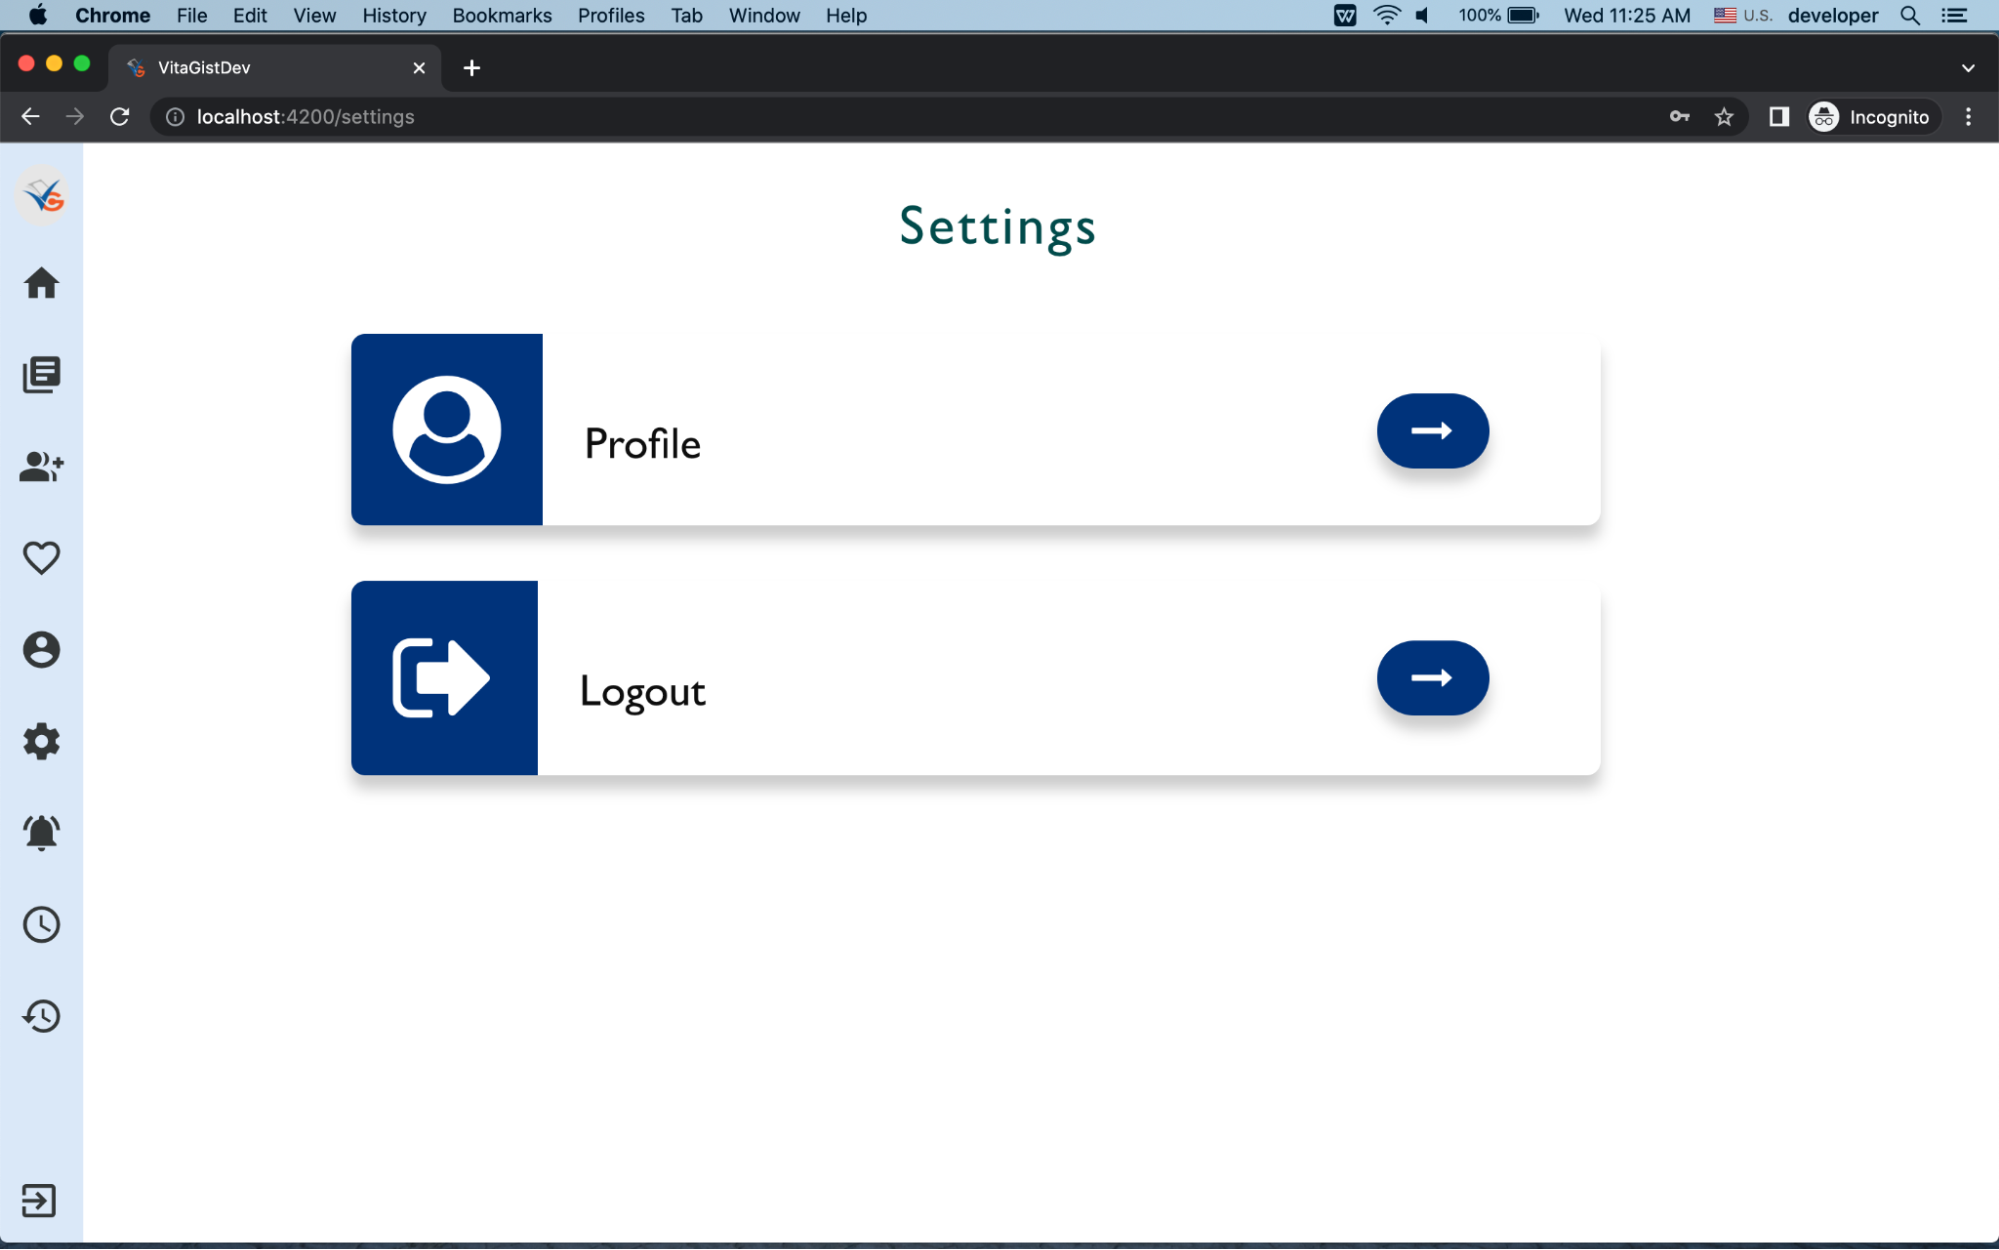 Chrome File Edit View History Bookmarks Profiles Tab Window Help 100% Wed 11:25 AM U.S. developer
VitaGistDev
localhost:4200/settings Incognito
Settings
Profile
Logout